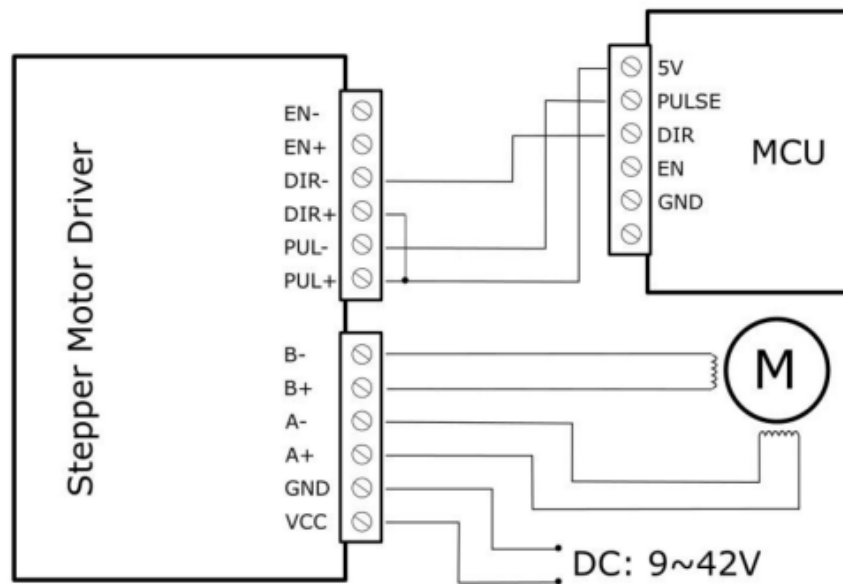 Stepper Motor Driver
EN-
EN+
DIR-
DIR+
PUL-
PUL+
B-
B+
A-
A+
GND
VCC
5V
PULSE
DIR
EN
GND
MCU
M
DC: 9~42V